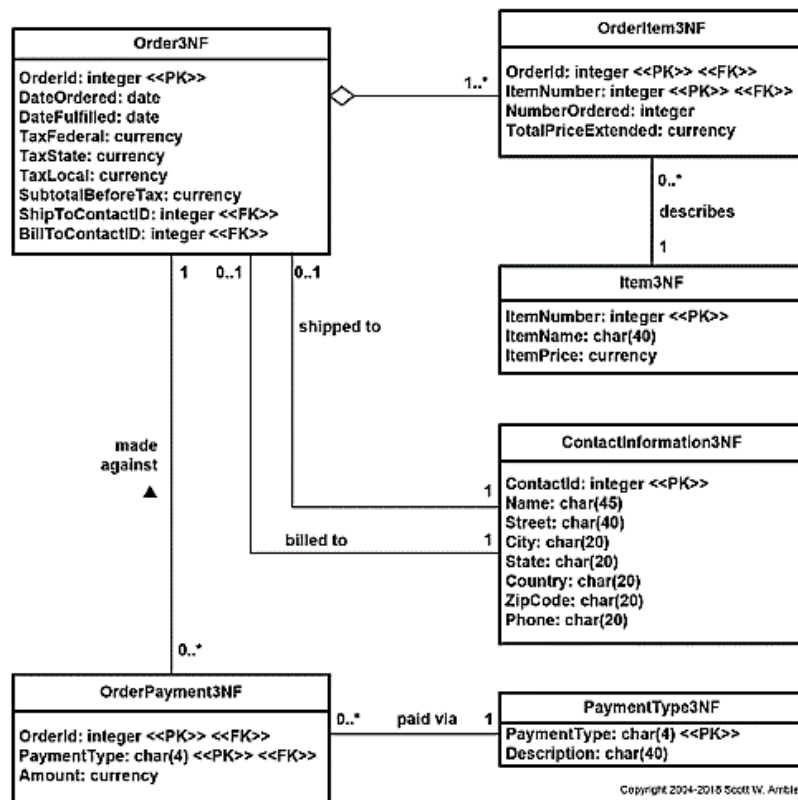 Order3NF
OrderId: integer <<PK>>
DateOrdered: date
DateFulfilled: date
TaxFederal: currency
TaxState: currency
TaxLocal: currency
SubtotalBeforeTax: currency
ShipToContactID: integer <<FK>>
BillToContactID: integer <<FK>>
1..*
OrderItem3NF
OrderId: integer <<PK>> <<FK>>
ItemNumber: integer <<PK>> <<FK>>
NumberOrdered: integer
TotalPriceExtended: currency
0..*
describes
1
Item3NF
ItemNumber: integer <<PK>>
ItemName: char(40)
ItemPrice: currency
1
0..1
0..1
shipped to
made
against
1
billed to
1
ContactInformation3NF
ContactId: integer <<PK>>
Name: char(45)
Street: char(40)
City: char(20)
State: char(20)
Country: char(20)
ZipCode: char(20)
Phone: char(20)
0..*
OrderPayment3NF
OrderId: integer <<PK>> <<FK>>
PaymentType: char(4) <<PK>> <<FK>>
Amount: currency
0..*
paid via
1
PaymentType3NF
PaymentType: char(4) <<PK>>
Description: char(40)
Copyright 2004-2018 Scott W. Amble